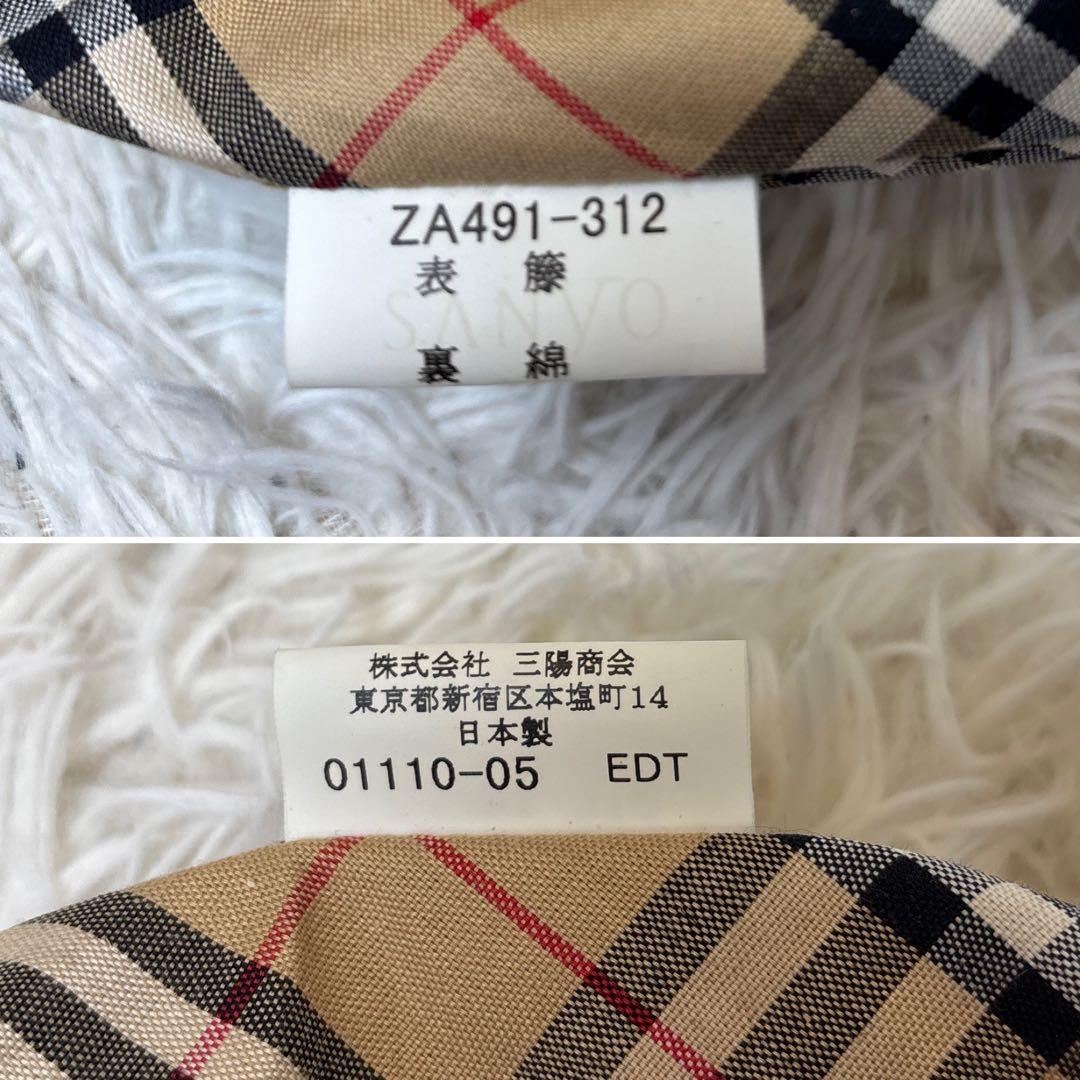 ZA491-312
表 籐
SANYO
裏 綿
株式会社 三陽商会
東京都新宿区本塩町14
日本製
01110-05 EDT